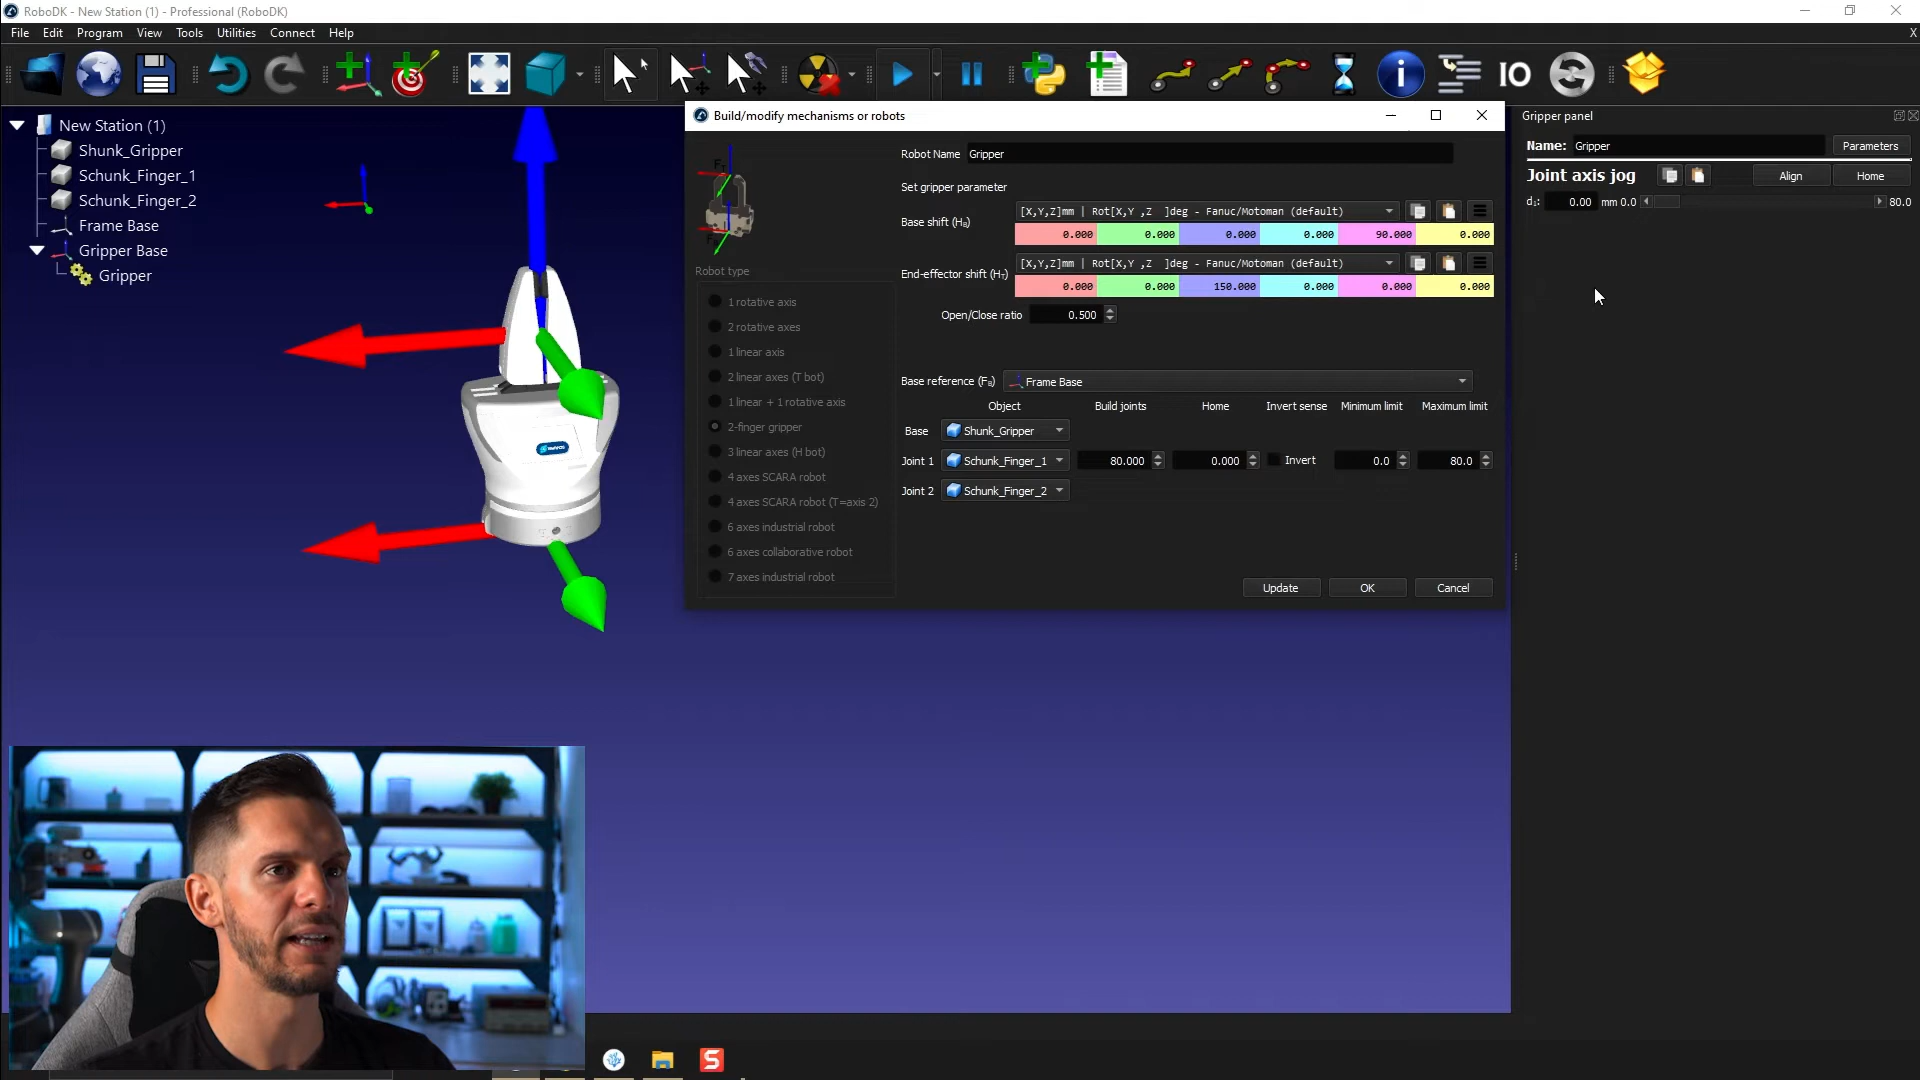 RoboDK - New Station (1) - Professional (RoboDK)
File Edit Program View Tools Utilities Connect Help X
IO
New Station (1)
Shunk_Gripper
Schunk_Finger_1
Schunk_Finger_2
Frame Base
Gripper Base
Gripper
Build/modify mechanisms or robots
Robot Name Gripper
Set gripper parameter
Base shift (HB)
[X,Y,Z]mm | Rot[X,Y ,Z ]deg - Fanuc/Motoman (default)
0.000 0.000 0.000 0.000 90.000 0.000
End-effector shift (HT)
[X,Y,Z]mm | Rot[X,Y ,Z ]deg - Fanuc/Motoman (default)
0.000 0.000 150.000 0.000 0.000 0.000
Open/Close ratio 0.500
Robot type
1 rotative axis
2 rotative axes
1 linear axis
2 linear axes (T bot)
1 linear + 1 rotative axis
2-finger gripper
3 linear axes (H bot)
4 axes SCARA robot
4 axes SCARA robot (T=axis 2)
6 axes industrial robot
6 axes collaborative robot
7 axes industrial robot
Base reference (FB) Frame Base
Object Build joints Home Invert sense Minimum limit Maximum limit
Base Shunk_Gripper
Joint 1 Schunk_Finger_1 80.000 0.000 Invert 0.0 80.0
Joint 2 Schunk_Finger_2
Update OK Cancel
Gripper panel
Name: Gripper Parameters
Joint axis jog Align Home
d1: 0.00 mm 0.0 80.0